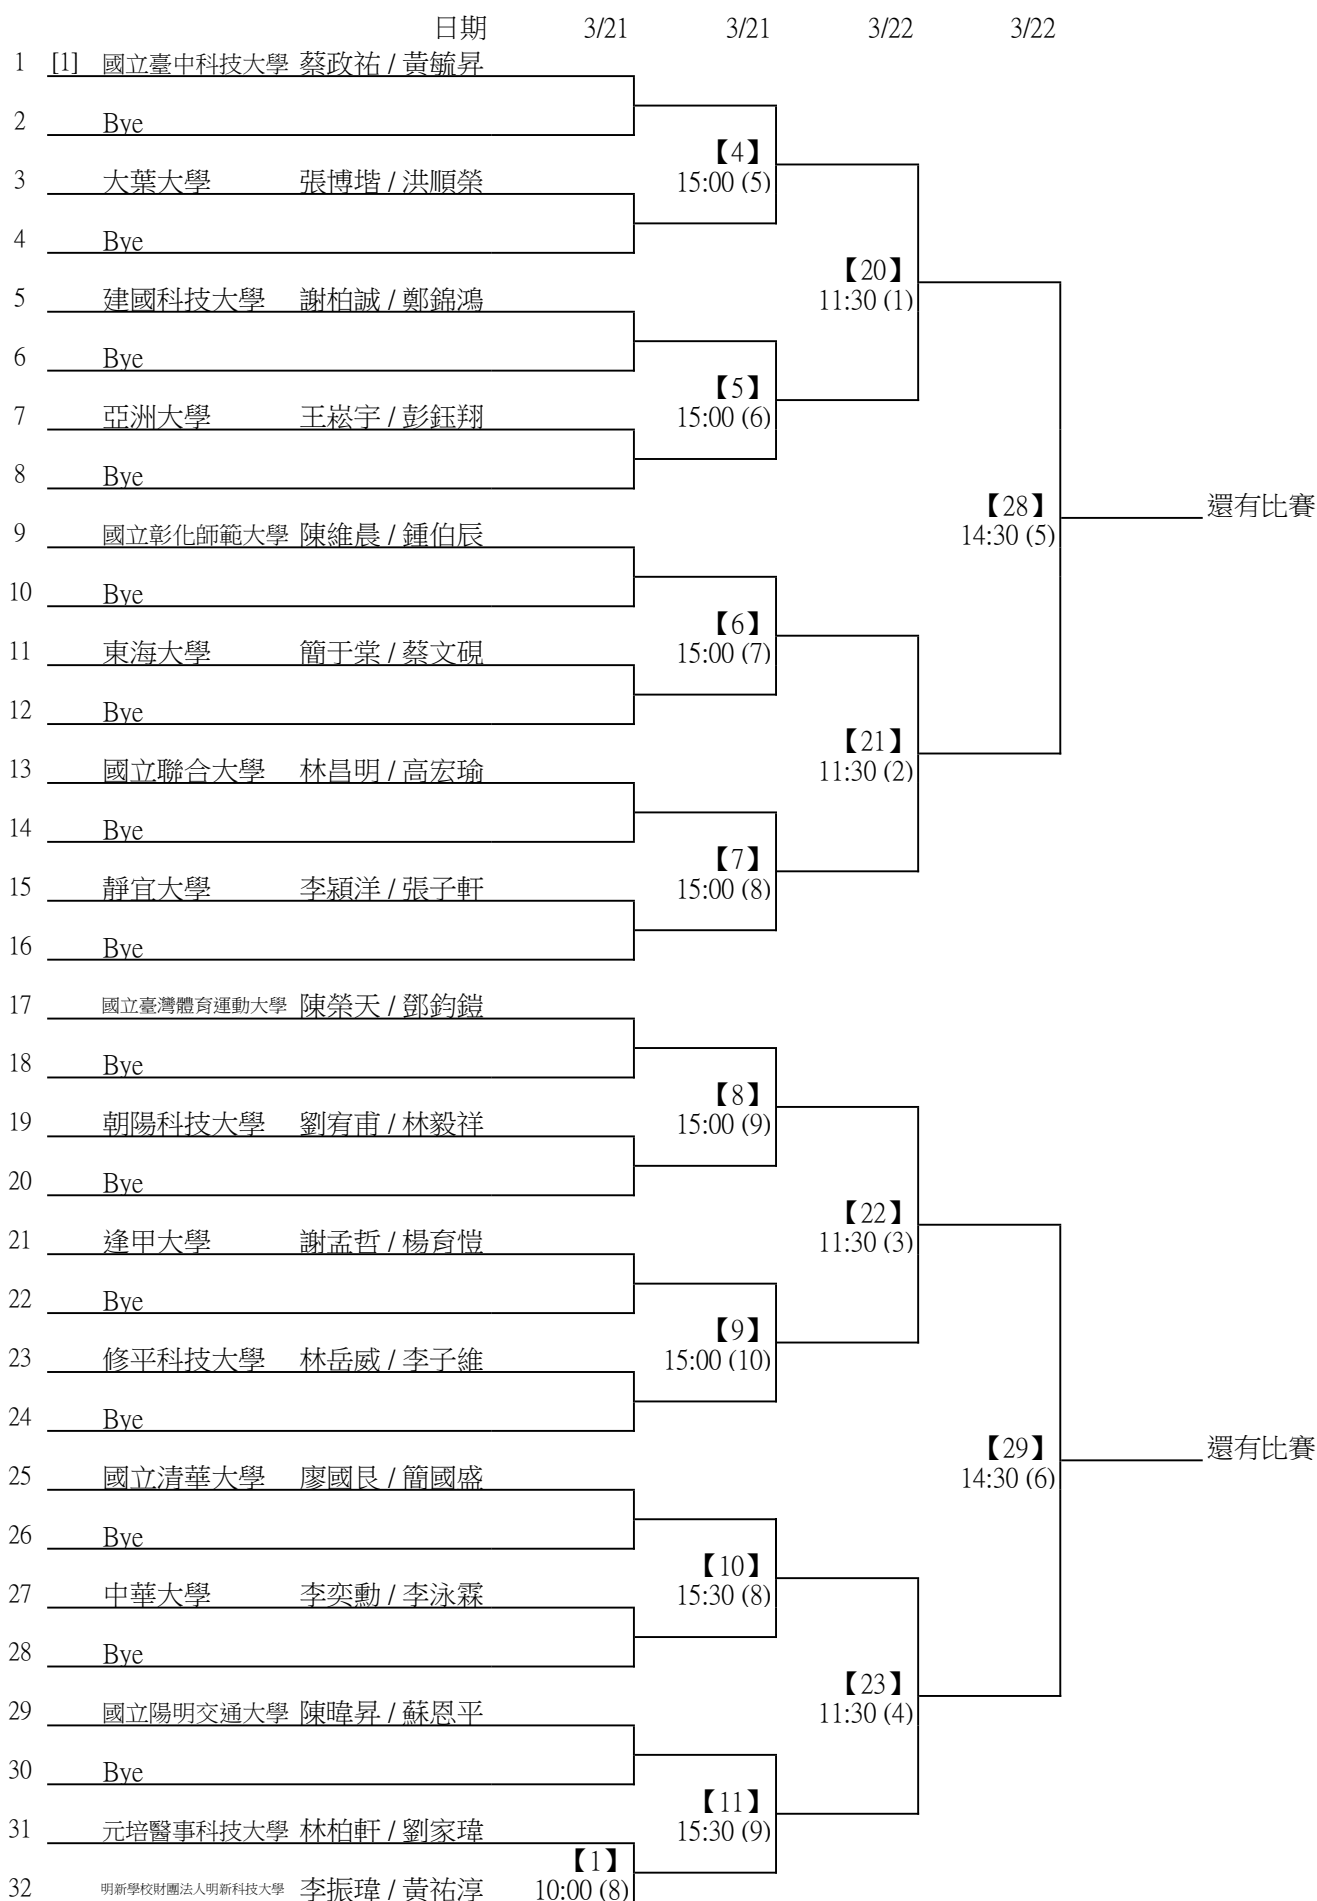 日期 3/21 3/21 3/22 3/22
1 [1] 國立臺中科技大學 蔡政祐 / 黃毓昇
2 Bye
【4】
3 大葉大學 張博堦 / 洪順榮 15:00 (5)
4 Bye
【20】
5 建國科技大學 謝柏誠 / 鄭錦鴻 11:30 (1)
6 Bye
【5】
7 亞洲大學 王崧宇 / 彭鈺翔 15:00 (6)
8 Bye
【28】 還有比賽
9 國立彰化師範大學 陳維晨 / 鍾伯辰 14:30 (5)
10 Bye
【6】
11 東海大學 簡于棠 / 蔡文硯 15:00 (7)
12 Bye
【21】
13 國立聯合大學 林昌明 / 高宏瑜 11:30 (2)
14 Bye
【7】
15 靜宜大學 李潁洋 / 張子軒 15:00 (8)
16 Bye
17 國立臺灣體育運動大學 陳榮天 / 鄧鈞鎧
18 Bye
【8】
19 朝陽科技大學 劉宥甫 / 林毅祥 15:00 (9)
20 Bye
【22】
21 逢甲大學 謝孟哲 / 楊育愷 11:30 (3)
22 Bye
【9】
23 修平科技大學 林岳威 / 李子維 15:00 (10)
24 Bye
【29】 還有比賽
25 國立清華大學 廖國艮 / 簡國盛 14:30 (6)
26 Bye
【10】
27 中華大學 李奕勳 / 李泳霖 15:30 (8)
28 Bye
【23】
29 國立陽明交通大學 陳暐昇 / 蘇恩平 11:30 (4)
30 Bye
【11】
31 元培醫事科技大學 林柏軒 / 劉家瑋 15:30 (9)
【1】
32 明新學校財團法人明新科技大學 李振瑋 / 黃祐淳 10:00 (8)